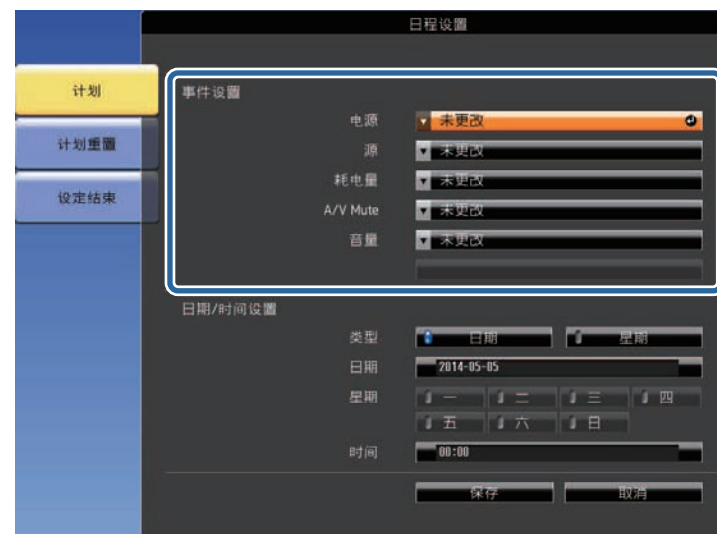 日程设置
计划
计划重置
设定结束
事件设置
电源 未更改
源 未更改
耗电量 未更改
A/V Mute 未更改
音量 未更改
日期/时间设置
类型 日期 星期
日期 2014-05-05
星期 一 二 三 四
五 六 日
时间 00:00
保存 取消